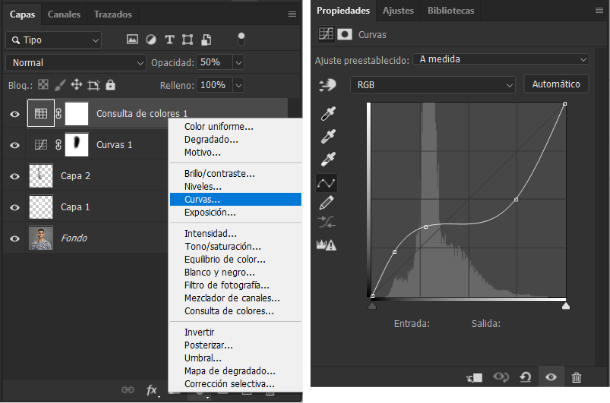 Capas Canales Trazados
Tipo
Normal Opacidad: 50%
Bloq.: Relleno: 100%
Consulta de colores 1
Curvas 1
Capa 2
Capa 1
Fondo
fx
Color uniforme...
Degradado...
Motivo...
Brillo/contraste...
Niveles...
Curvas...
Exposición...
Intensidad...
Tono/saturación...
Equilibrio de color...
Blanco y negro...
Filtro de fotografía...
Mezclador de canales...
Consulta de colores...
Invertir
Posterizar...
Umbral...
Mapa de degradado...
Corrección selectiva...
Propiedades Ajustes Bibliotecas
Curvas
Ajuste preestablecido: A medida
RGB Automático
Entrada: Salida: